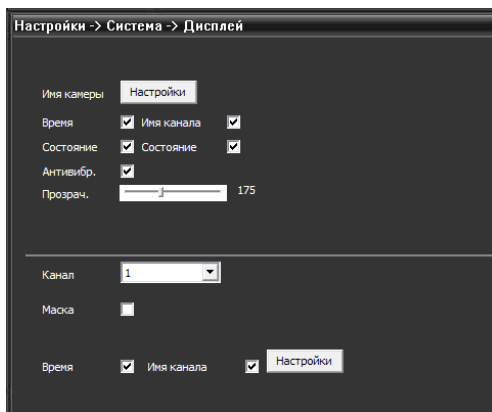 Настройки -> Система -> Дисплей
Имя камеры Настройки
Время Имя канала
Состояние Состояние
Антивибр.
Прозрач. 175
Канал 1
Маска
Время Имя канала Настройки